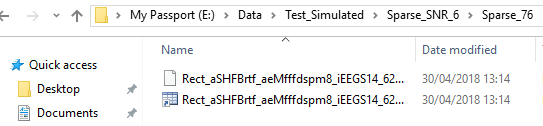 My Passport (E:) > Data > Test_Simulated > Sparse_SNR_6 > Sparse_76
Name Date modified
Quick access
Desktop
Documents
Rect_aSHFBrtf_aeMfffdspm8_iEEGS14_62... 30/04/2018 13:14
Rect_aSHFBrtf_aeMfffdspm8_iEEGS14_62... 30/04/2018 13:14